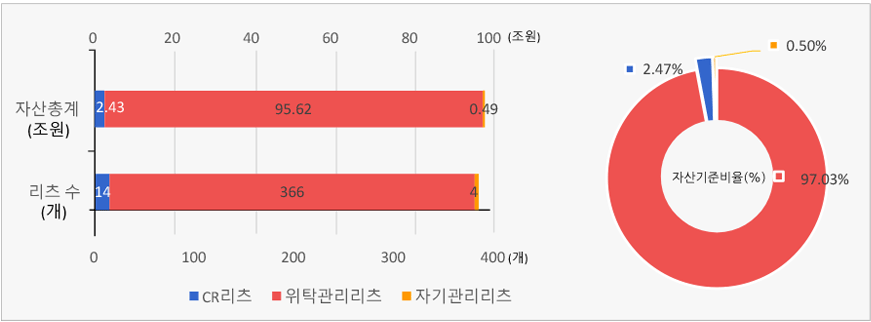 0 20 40 60 80 100 (조원)
자산총계
(조원)
2.43 95.62 0.49
리츠 수
(개)
14 366 4
0 100 200 300 400 (개)
CR리츠 위탁관리리츠 자기관리리츠
0.50%
2.47%
자산기준비율(%)
97.03%